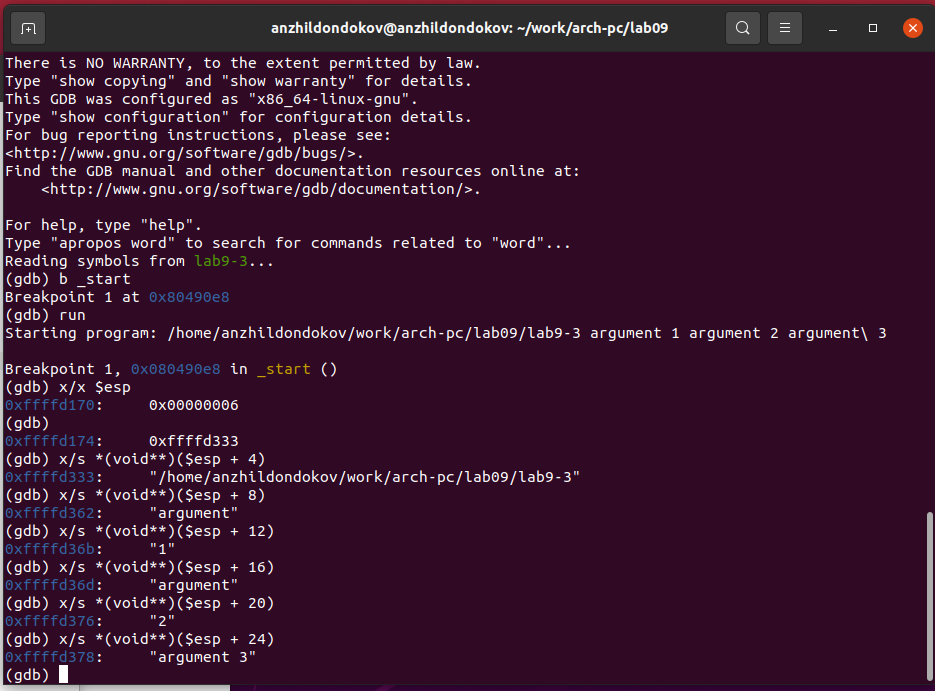 anzhildondokov@anzhildondokov: ~/work/arch-pc/lab09
There is NO WARRANTY, to the extent permitted by law.
Type "show copying" and "show warranty" for details.
This GDB was configured as "x86_64-linux-gnu".
Type "show configuration" for configuration details.
For bug reporting instructions, please see:
<http://www.gnu.org/software/gdb/bugs/>.
Find the GDB manual and other documentation resources online at:
    <http://www.gnu.org/software/gdb/documentation/>.

For help, type "help".
Type "apropos word" to search for commands related to "word"...
Reading symbols from lab9-3...
(gdb) b _start
Breakpoint 1 at 0x80490e8
(gdb) run
Starting program: /home/anzhildondokov/work/arch-pc/lab09/lab9-3 argument 1 argument 2 argument\ 3

Breakpoint 1, 0x080490e8 in _start ()
(gdb) x/x $esp
0xffffd170:     0x00000006
(gdb)
0xffffd174:     0xffffd333
(gdb) x/s *(void**)($esp + 4)
0xffffd333:     "/home/anzhildondokov/work/arch-pc/lab09/lab9-3"
(gdb) x/s *(void**)($esp + 8)
0xffffd362:     "argument"
(gdb) x/s *(void**)($esp + 12)
0xffffd36b:     "1"
(gdb) x/s *(void**)($esp + 16)
0xffffd36d:     "argument"
(gdb) x/s *(void**)($esp + 20)
0xffffd376:     "2"
(gdb) x/s *(void**)($esp + 24)
0xffffd378:     "argument 3"
(gdb)